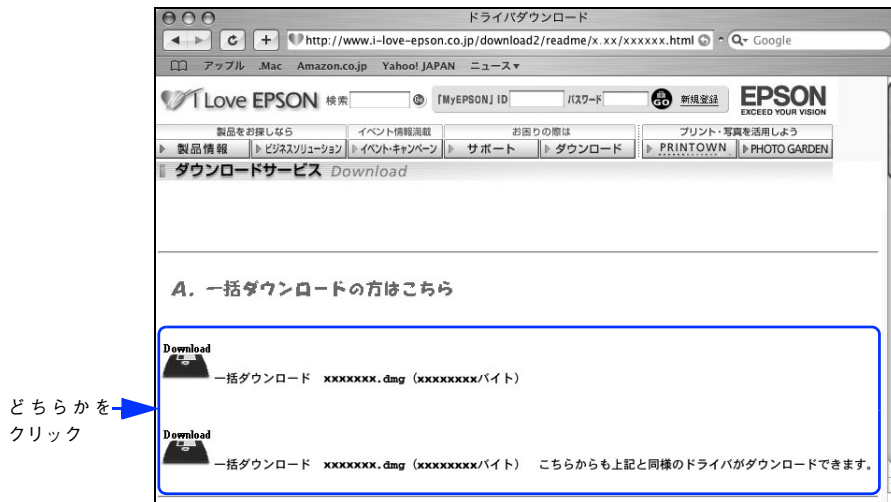 ドライバダウンロード
http://www.i-love-epson.co.jp/download2/readme/x.xx/xxxxxx.html
Google
アップル .Mac Amazon.co.jp Yahoo! JAPAN ニュース▼
I Love EPSON 検索 「MyEPSON」ID パスワード GO 新規登録 EPSON
EXCEED YOUR VISION
製品をお探しなら イベント情報満載 お困りの際は プリント・写真を活用しよう
製品情報 ビジネスソリューション イベント・キャンペーン サポート ダウンロード PRINTOWN PHOTO GARDEN
ダウンロードサービス Download
A. 一括ダウンロードの方はこちら
Download
一括ダウンロード xxxxxxx.dmg（xxxxxxxxバイト）
どちらかを
クリック
Download
一括ダウンロード xxxxxxx.dmg（xxxxxxxxバイト） こちらからも上記と同様のドライバがダウンロードできます。